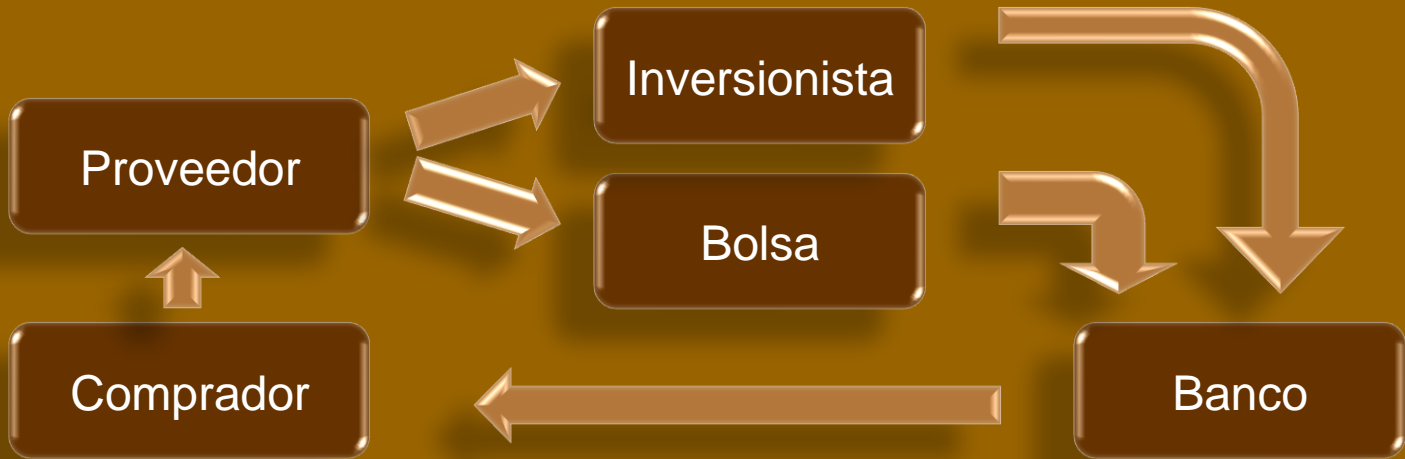 Inversionista
Proveedor
Bolsa
Comprador
Banco